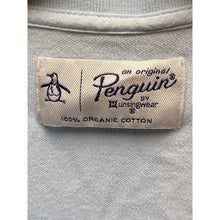 an original
Penguin®
BY
Munsingwear®
100% ORGANIC COTTON